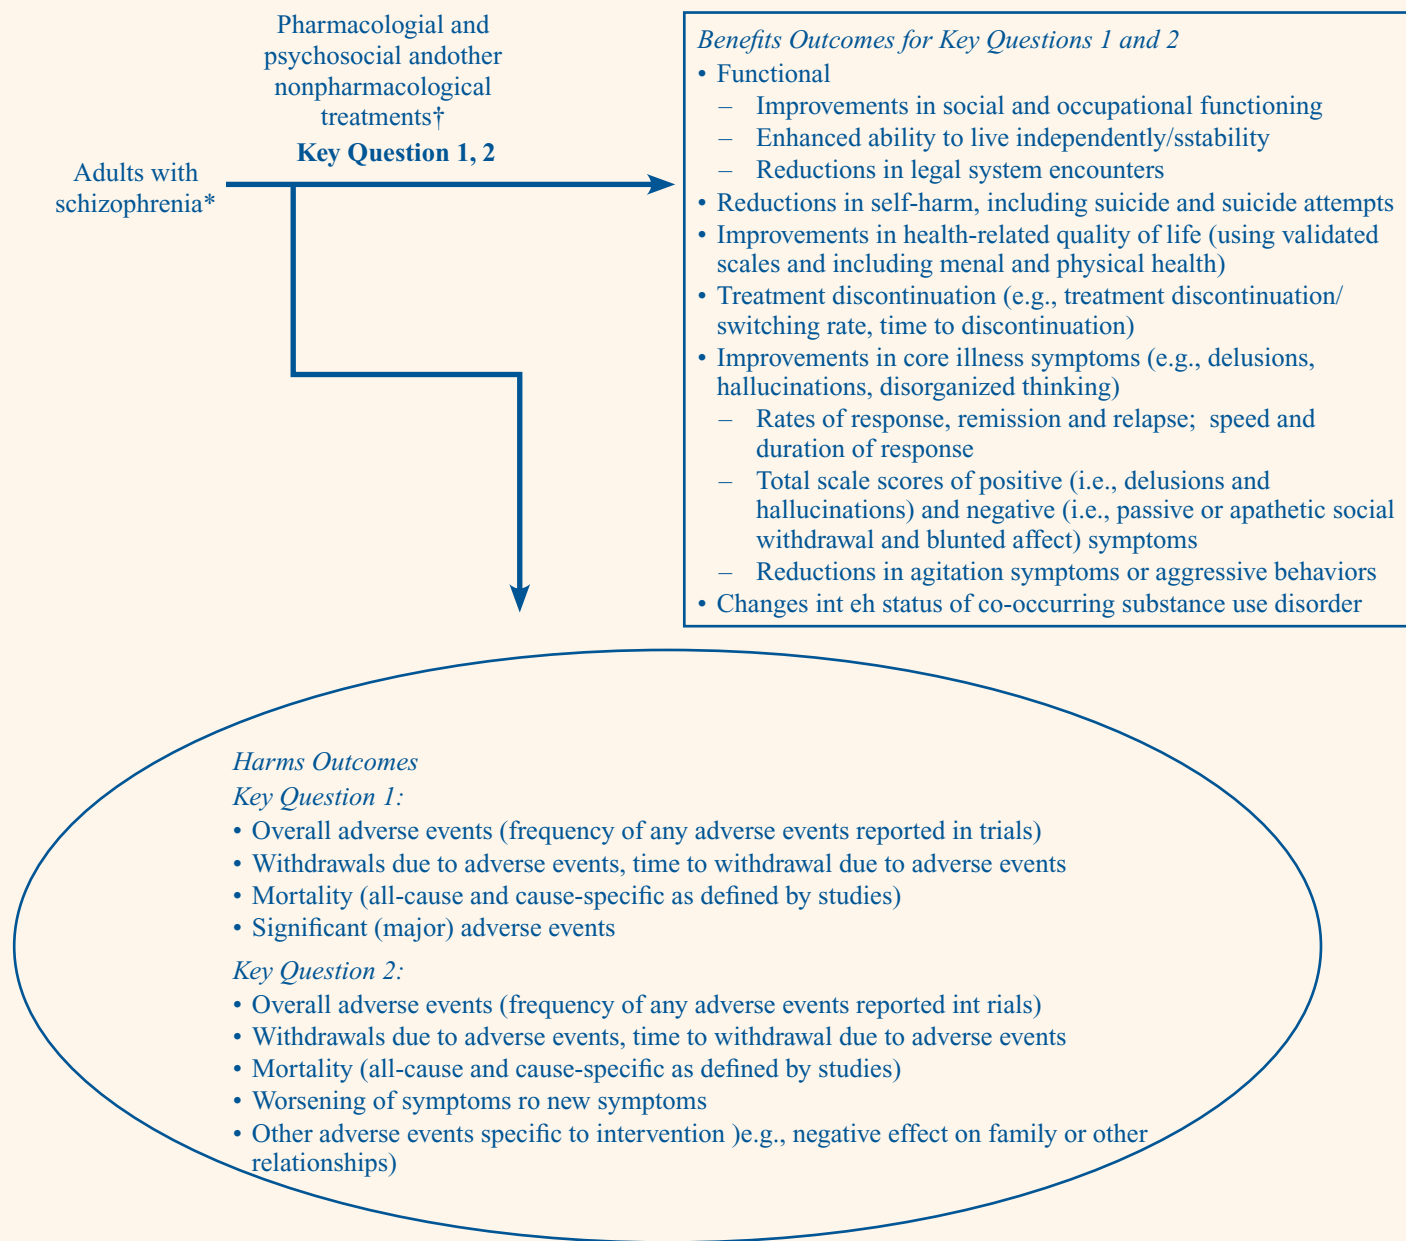 Pharmacologial and
psychosocial andother
nonpharmacological
treatments†
Key Question 1, 2
Adults with
schizophrenia*
Benefits Outcomes for Key Questions 1 and 2
• Functional
– Improvements in social and occupational functioning
– Enhanced ability to live independently/sstability
– Reductions in legal system encounters
• Reductions in self-harm, including suicide and suicide attempts
• Improvements in health-related quality of life (using validated
scales and including menal and physical health)
• Treatment discontinuation (e.g., treatment discontinuation/
switching rate, time to discontinuation)
• Improvements in core illness symptoms (e.g., delusions,
hallucinations, disorganized thinking)
– Rates of response, remission and relapse; speed and
duration of response
– Total scale scores of positive (i.e., delusions and
hallucinations) and negative (i.e., passive or apathetic social
withdrawal and blunted affect) symptoms
– Reductions in agitation symptoms or aggressive behaviors
• Changes int eh status of co-occurring substance use disorder
Harms Outcomes
Key Question 1:
• Overall adverse events (frequency of any adverse events reported in trials)
• Withdrawals due to adverse events, time to withdrawal due to adverse events
• Mortality (all-cause and cause-specific as defined by studies)
• Significant (major) adverse events
Key Question 2:
• Overall adverse events (frequency of any adverse events reported int rials)
• Withdrawals due to adverse events, time to withdrawal due to adverse events
• Mortality (all-cause and cause-specific as defined by studies)
• Worsening of symptoms ro new symptoms
• Other adverse events specific to intervention )e.g., negative effect on family or other
relationships)